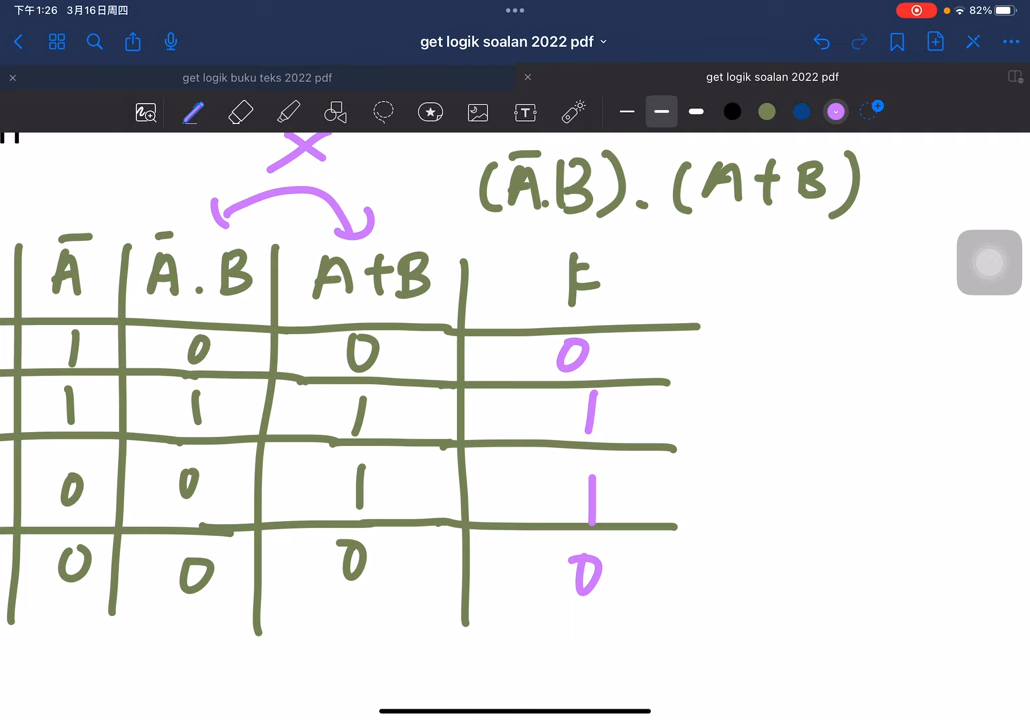 下午1:26 3月16日周四
82%
get logik soalan 2022 pdf
get logik buku teks 2022 pdf
get logik soalan 2022 pdf
(Ā.B).(A+B)
Ā Ā.B A+B F
1 0 0 0
1 1 1 1
0 0 1 1
0 0 0 0